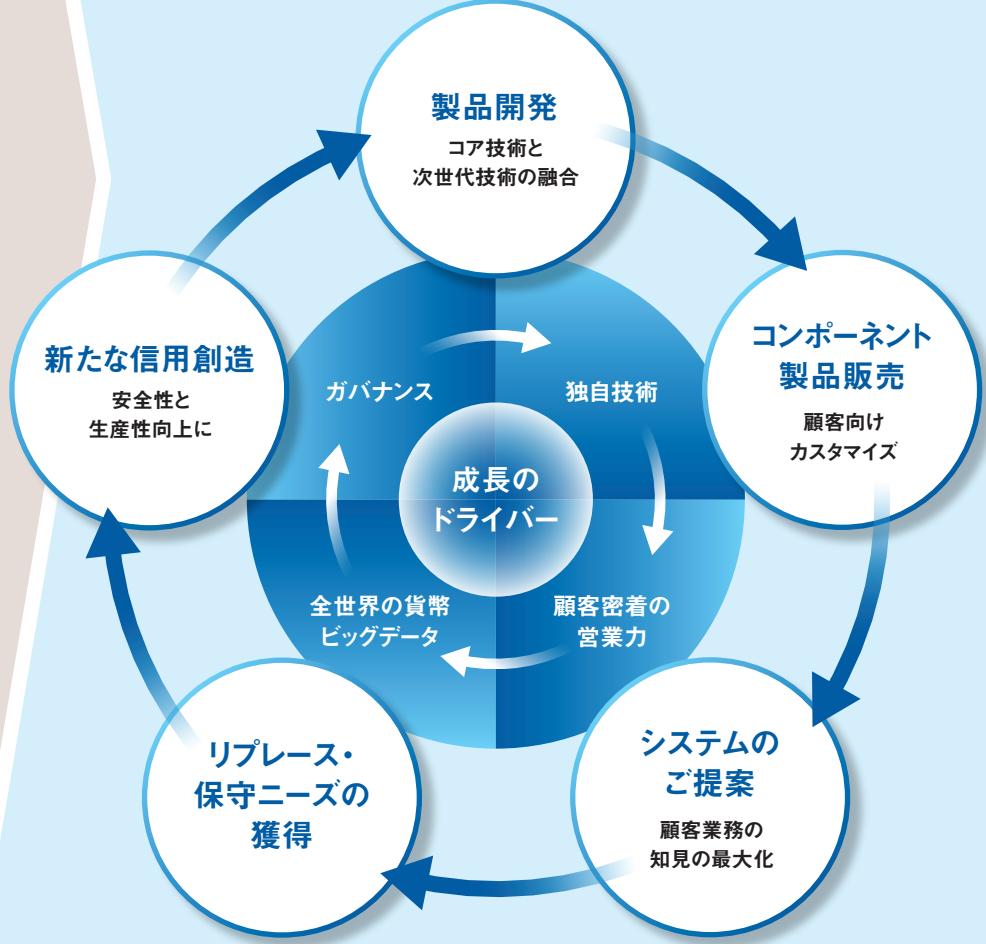 製品開発
コア技術と
次世代技術の融合
コンポーネント
製品販売
顧客向け
カスタマイズ
システムの
ご提案
顧客業務の
知見の最大化
リプレース・
保守ニーズの
獲得
新たな信用創造
安全性と
生産性向上に
ガバナンス
独自技術
顧客密着の
営業力
全世界の貨幣
ビッグデータ
成長の
ドライバー